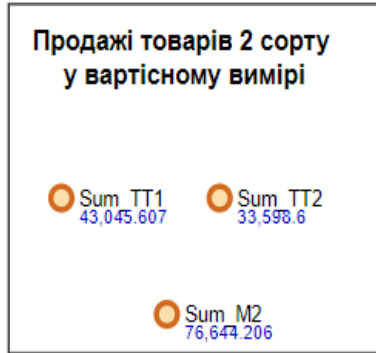 Продажі товарів 2 сорту
у вартісному вимірі
Sum_TT1 Sum_TT2
43,045.607 33,598.6
Sum_M2
76,644.206